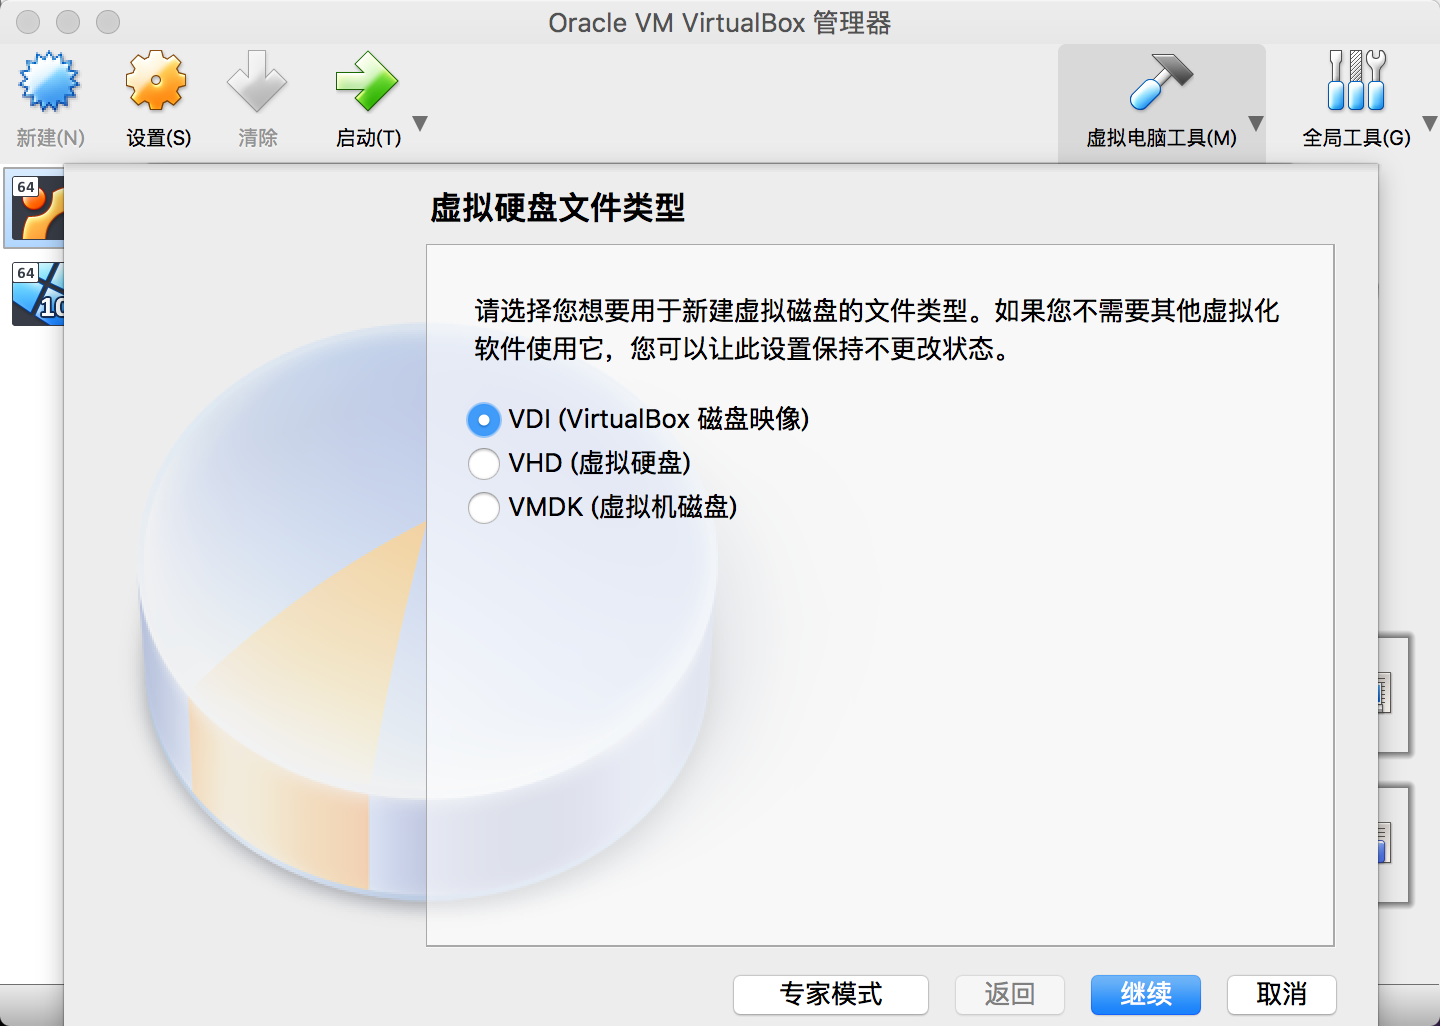 Oracle VM VirtualBox 管理器
新建(N)
设置(S)
清除
启动(T)
虚拟电脑工具(M)
全局工具(G)
64
64
10
虚拟硬盘文件类型
请选择您想要用于新建虚拟磁盘的文件类型。如果您不需要其他虚拟化
软件使用它，您可以让此设置保持不更改状态。
VDI (VirtualBox 磁盘映像)
VHD (虚拟硬盘)
VMDK (虚拟机磁盘)
专家模式
返回
继续
取消